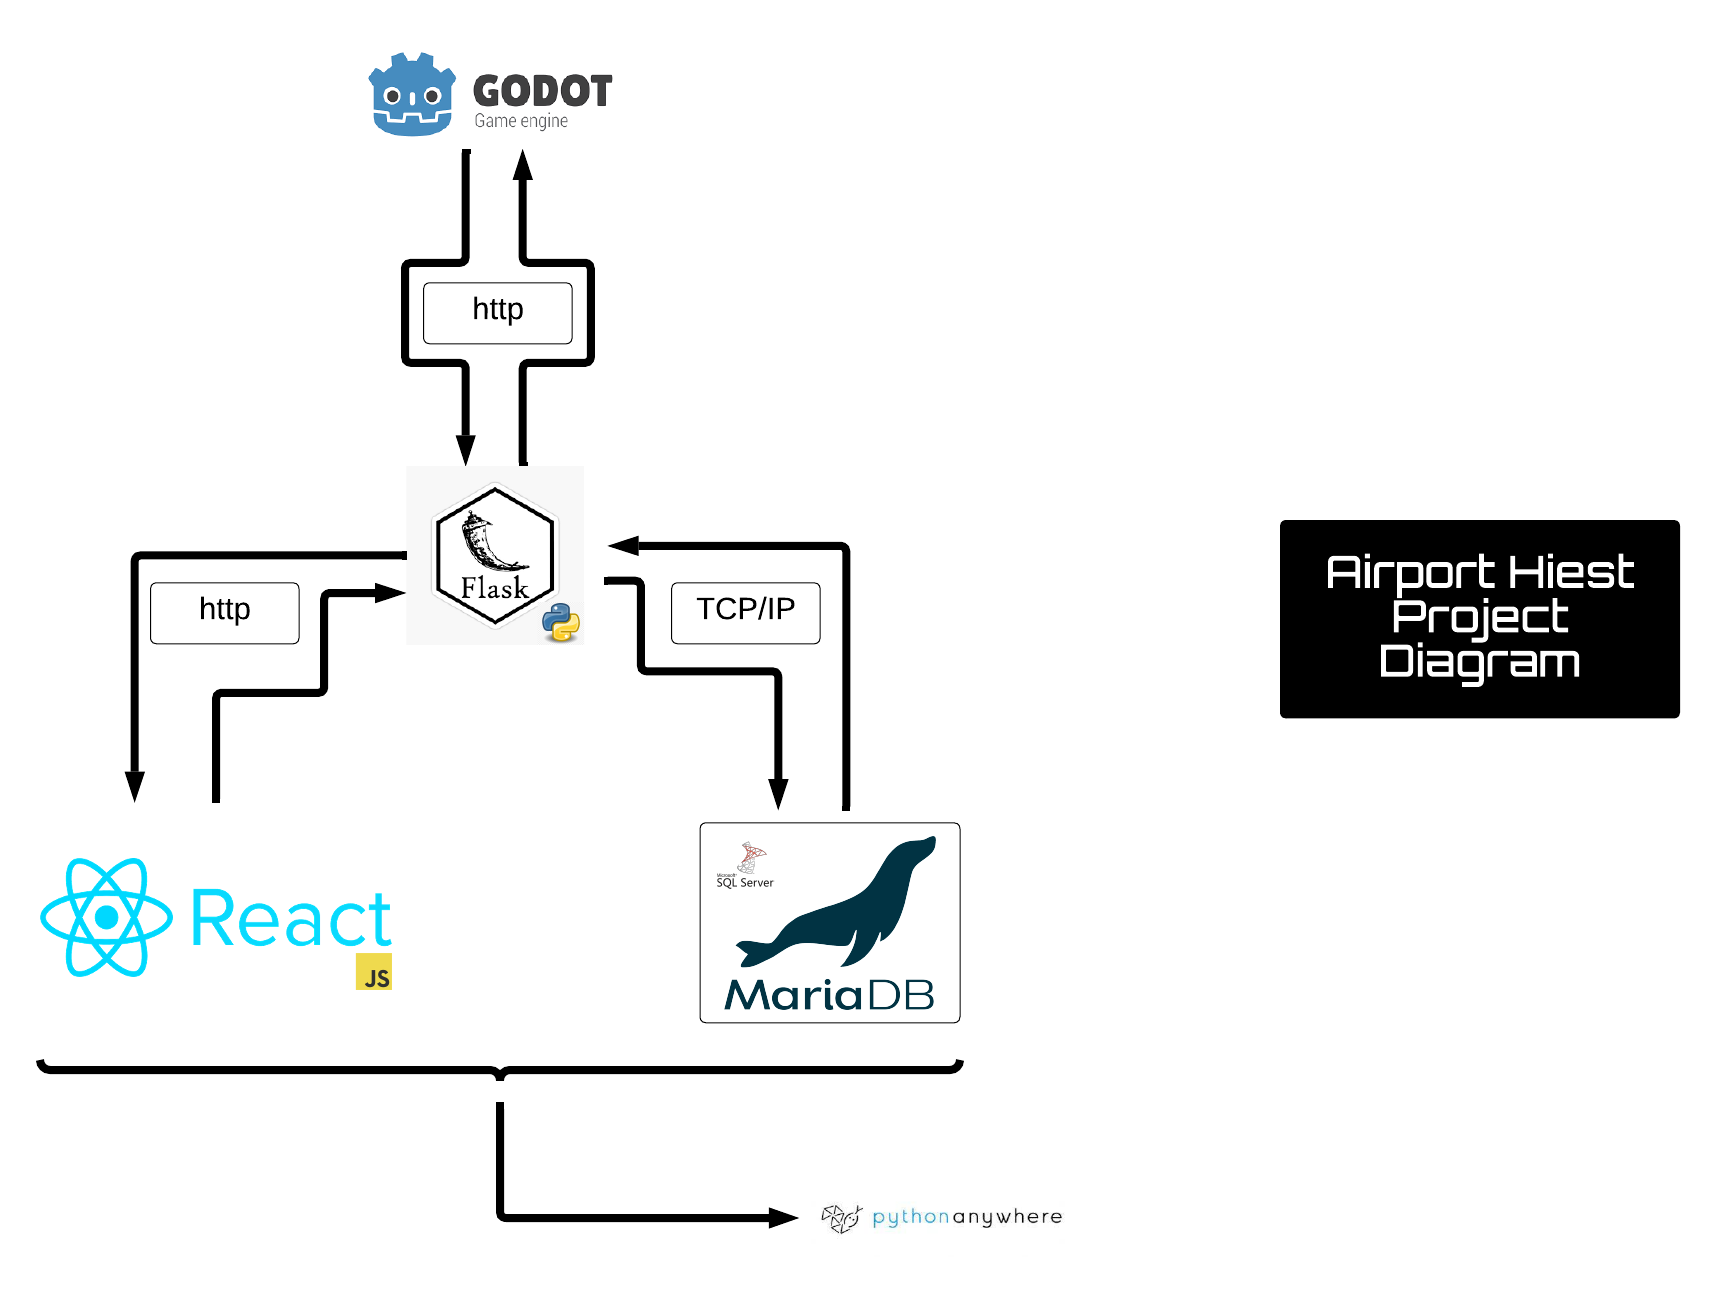 GODOT
Game engine
http
Flask
http
TCP/IP
Airport Hiest
Project
Diagram
Microsoft
SQL Server
React
JS
MariaDB
pythonanywhere